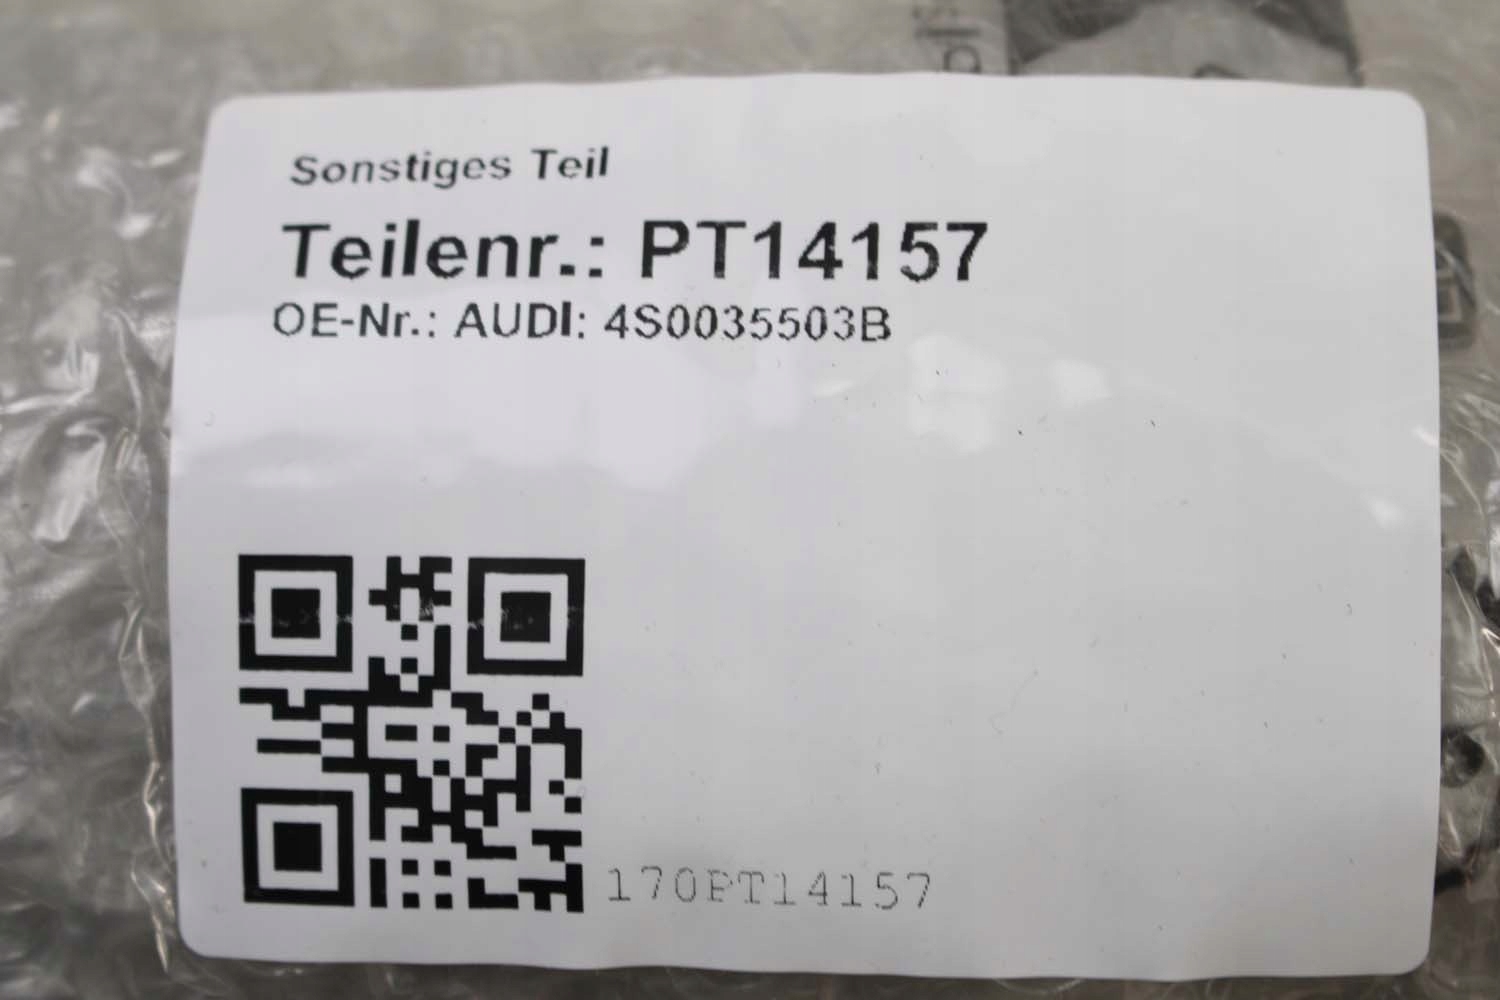 Sonstiges Teil
Teilenr.: PT14157
OE-Nr.: AUDI: 4S0035503B
170PT14157